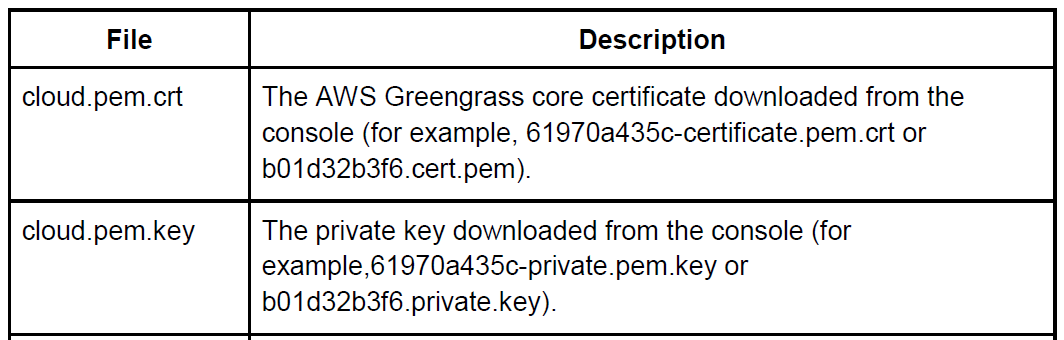 File Description
cloud.pem.crt The AWS Greengrass core certificate downloaded from the
console (for example, 61970a435c-certificate.pem.crt or
b01d32b3f6.cert.pem).
cloud.pem.key The private key downloaded from the console (for
example,61970a435c-private.pem.key or
b01d32b3f6.private.key).